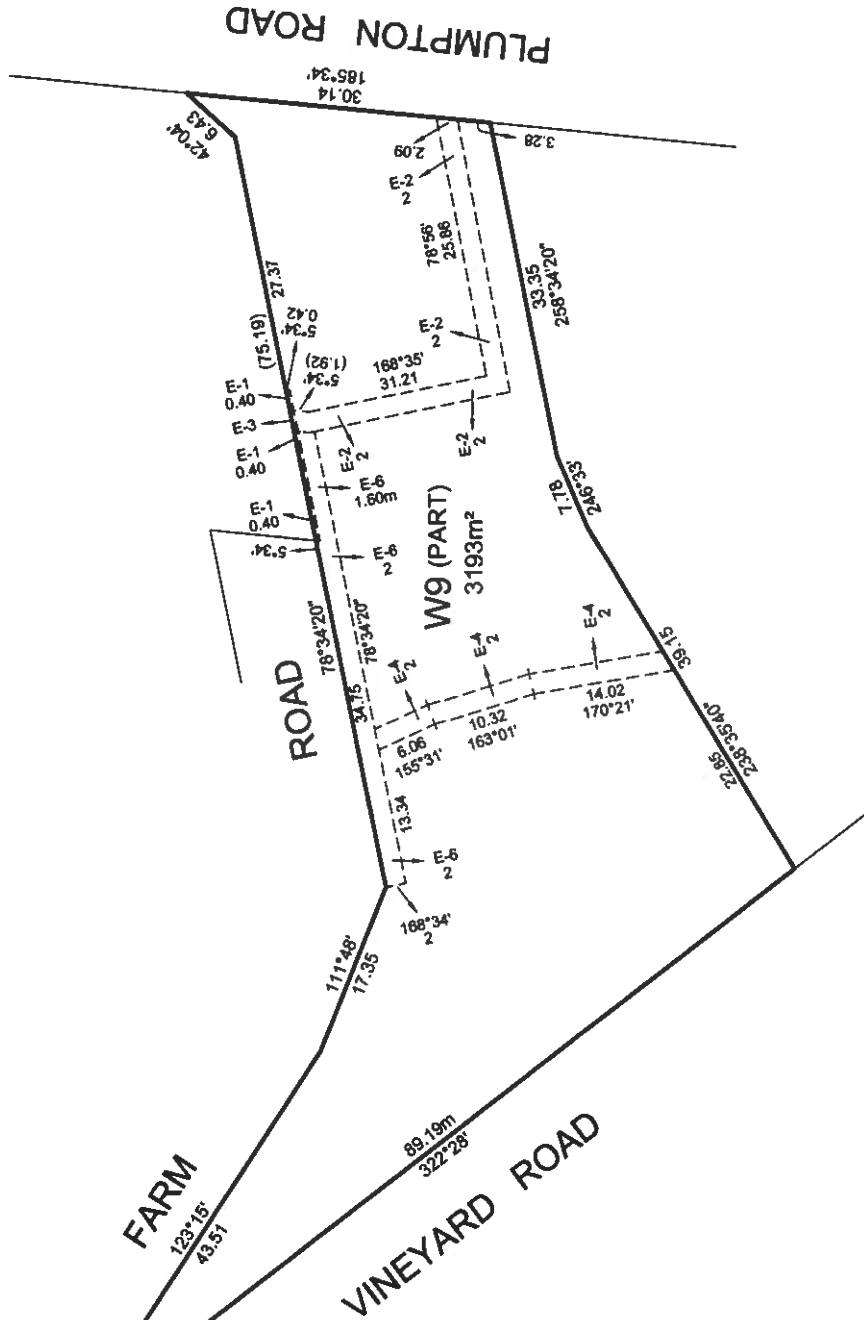 PLUMPTON ROAD
185°34'
30.14
42°04'
6.43
3.28
2.09
E-2
2
78°56'
25.86
27.37
(75.19)
0.42
5°34'
33.35
258°34'20"
E-2
2
5°34'
(1.92)
168°35'
31.21
E-1
0.40
E-3
E-1
0.40
E-2
2
E-2
2
E-6
1.60m
E-1
0.40
7.78
246°33'
5°34'
E-6
2
W9 (PART)
3193m²
ROAD
78°34'20"
78°34'20"
34.75
E-4
2
E-4
2
E-4
2
39.15
6.06
155°31'
10.32
163°01'
14.02
170°21'
13.34
22.85
238°35'40"
E-6
2
168°34'
2
111°48'
17.35
FARM
123°15'
43.51
89.19m
322°28'
VINEYARD ROAD